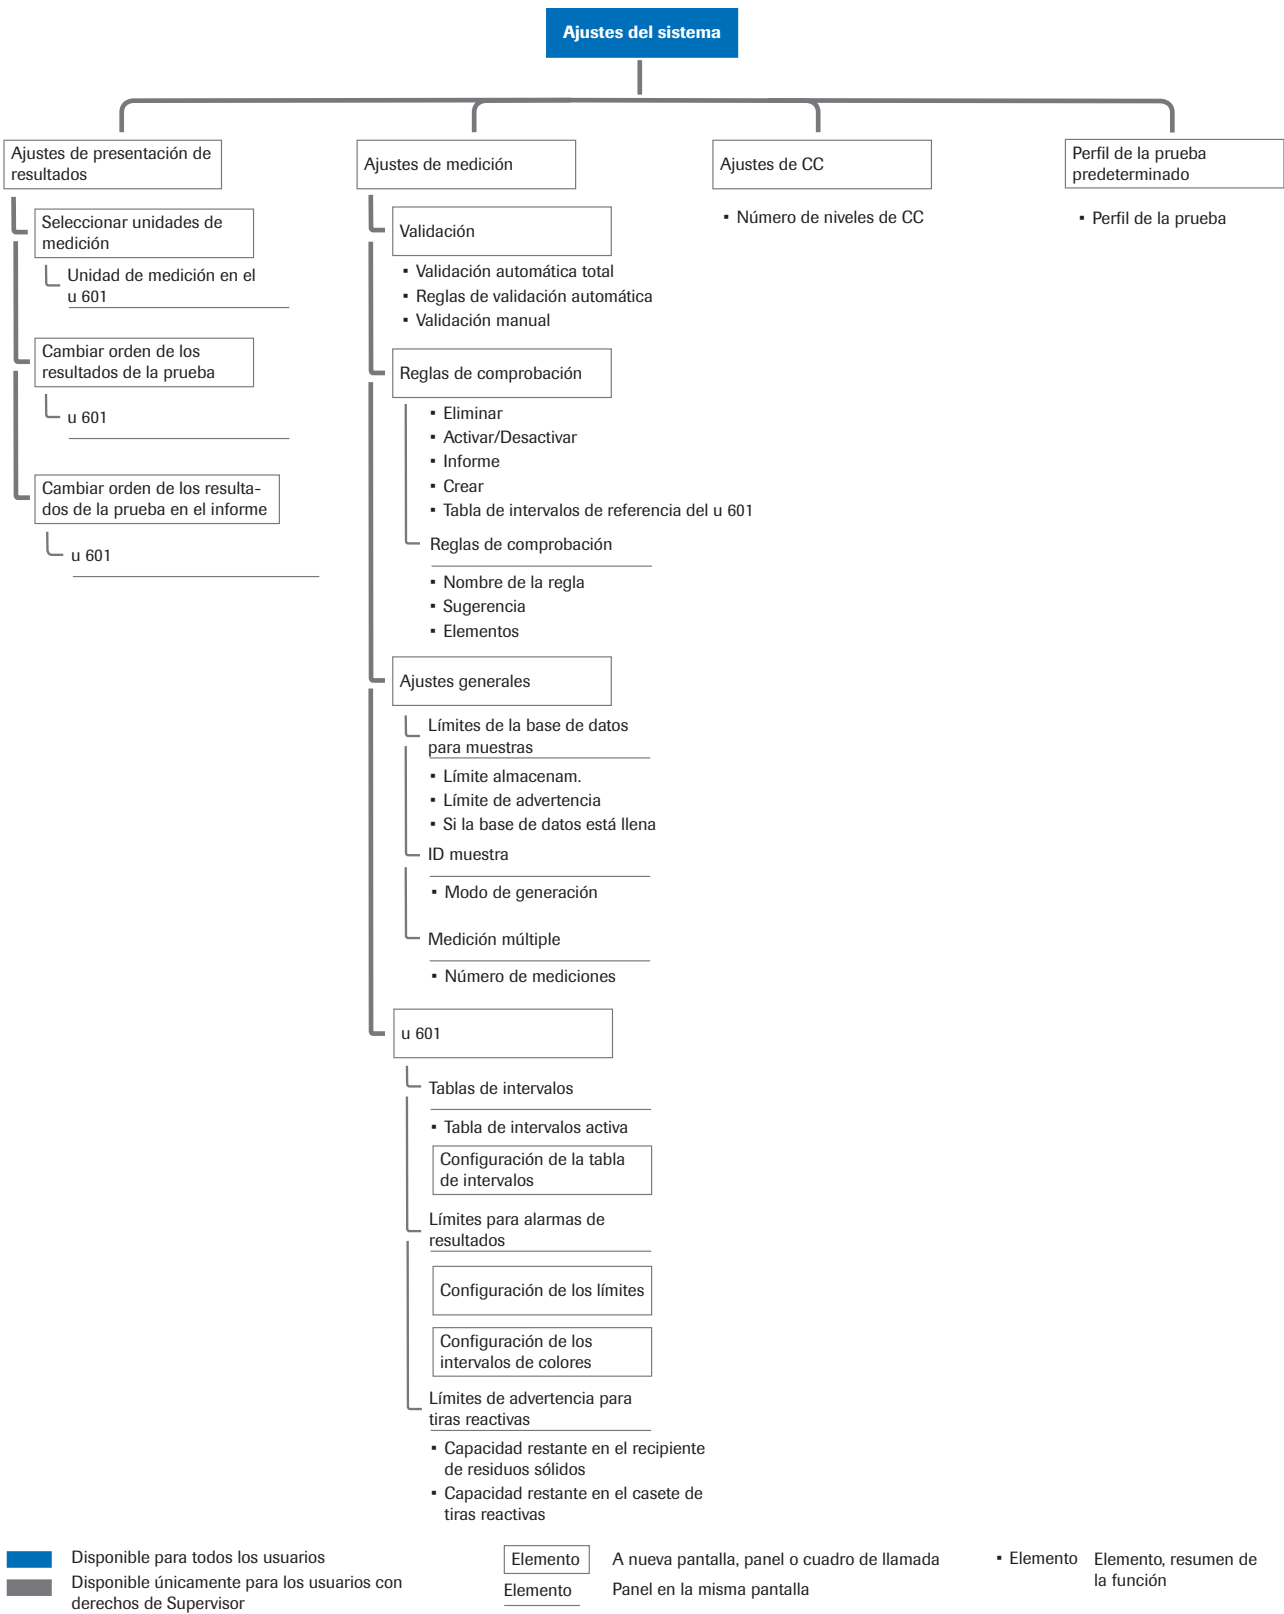 Ajustes del sistema
Ajustes de presentación de
resultados
Seleccionar unidades de
medición
Unidad de medición en el
u 601
Cambiar orden de los
resultados de la prueba
u 601
Cambiar orden de los resulta-
dos de la prueba en el informe
u 601
Ajustes de medición
Validación
▪ Validación automática total
▪ Reglas de validación automática
▪ Validación manual
Reglas de comprobación
▪ Eliminar
▪ Activar/Desactivar
▪ Informe
▪ Crear
▪ Tabla de intervalos de referencia del u 601
Reglas de comprobación
▪ Nombre de la regla
▪ Sugerencia
▪ Elementos
Ajustes generales
Límites de la base de datos
para muestras
▪ Límite almacenam.
▪ Límite de advertencia
▪ Si la base de datos está llena
ID muestra
▪ Modo de generación
Medición múltiple
▪ Número de mediciones
u 601
Tablas de intervalos
▪ Tabla de intervalos activa
Configuración de la tabla
de intervalos
Límites para alarmas de
resultados
Configuración de los límites
Configuración de los
intervalos de colores
Límites de advertencia para
tiras reactivas
▪ Capacidad restante en el recipiente
de residuos sólidos
▪ Capacidad restante en el casete de
tiras reactivas
Ajustes de CC
▪ Número de niveles de CC
Perfil de la prueba
predeterminado
▪ Perfil de la prueba
Disponible para todos los usuarios
Disponible únicamente para los usuarios con
derechos de Supervisor
Elemento A nueva pantalla, panel o cuadro de llamada
Elemento Panel en la misma pantalla
▪ Elemento Elemento, resumen de
la función